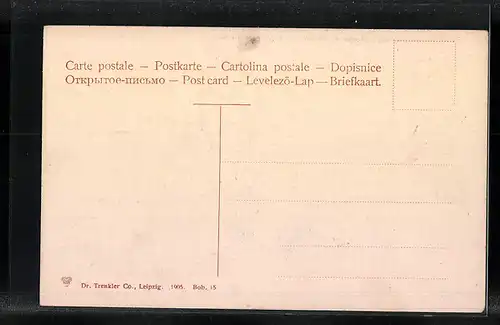 Carte postale – Postkarte – Cartolina postale – Dopisnice
Открытое-письмо – Post card – Levelező-Lap – Briefkaart.
Dr. Trenkler Co., Leipzig. 1905. Bob. 15